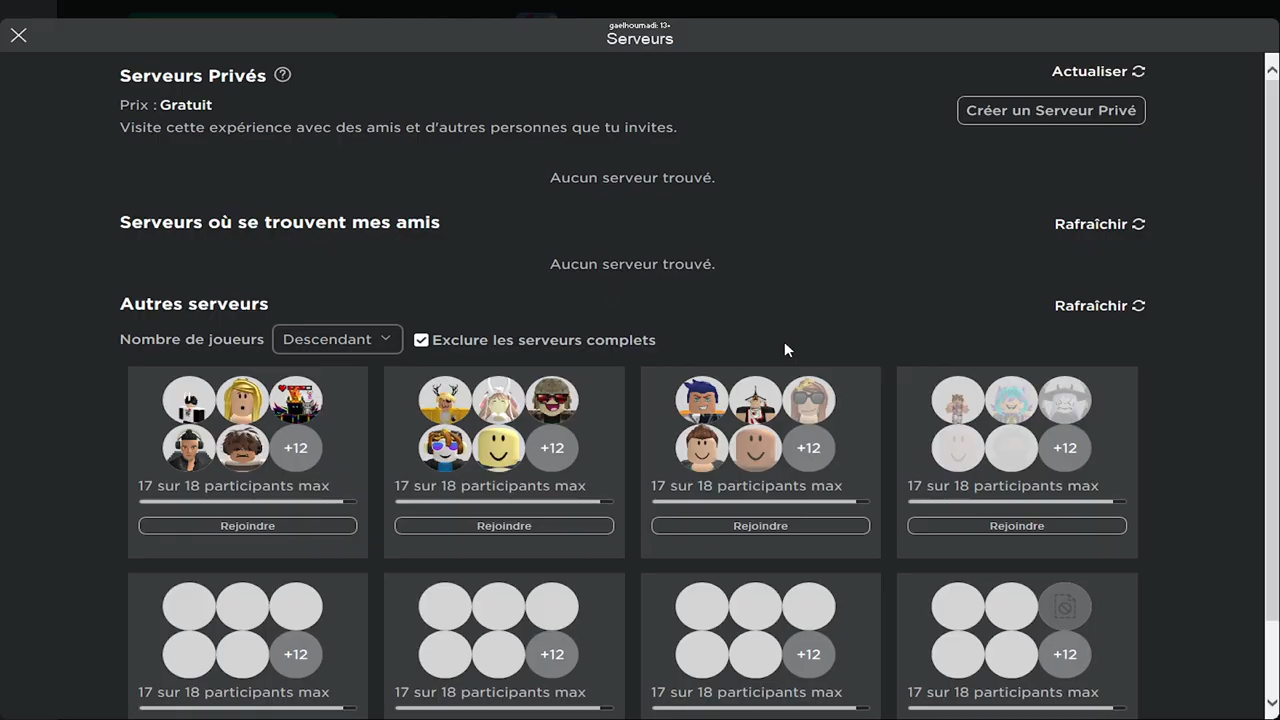 gaelhoumadi: 13+
Serveurs
Serveurs Privés
Actualiser
Prix : Gratuit
Créer un Serveur Privé
Visite cette expérience avec des amis et d'autres personnes que tu invites.
Aucun serveur trouvé.
Serveurs où se trouvent mes amis
Rafraîchir
Aucun serveur trouvé.
Autres serveurs
Rafraîchir
Nombre de joueurs Descendant Exclure les serveurs complets
+12 +12 +12 +12
17 sur 18 participants max 17 sur 18 participants max 17 sur 18 participants max 17 sur 18 participants max
Rejoindre Rejoindre Rejoindre Rejoindre
+12 +12 +12 +12
17 sur 18 participants max 17 sur 18 participants max 17 sur 18 participants max 17 sur 18 participants max